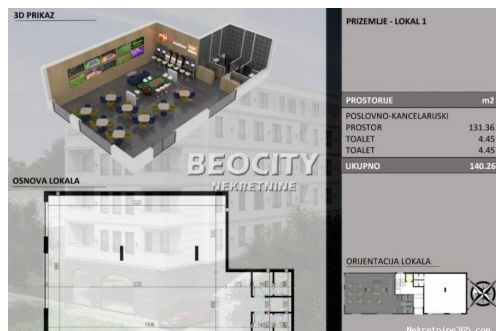 3D PRIKAZ
PRIZEMLJE - LOKAL 1
PROSTORIJE m2
POSLOVNO-KANCELARIJSKI
PROSTOR 131.36
TOALET 4.45
TOALET 4.45
UKUPNO 140.26
BEOCITY
NEKRETNINE
OSNOVA LOKALA
ORIJENTACIJA LOKALA
1232
Nekretnine365.com